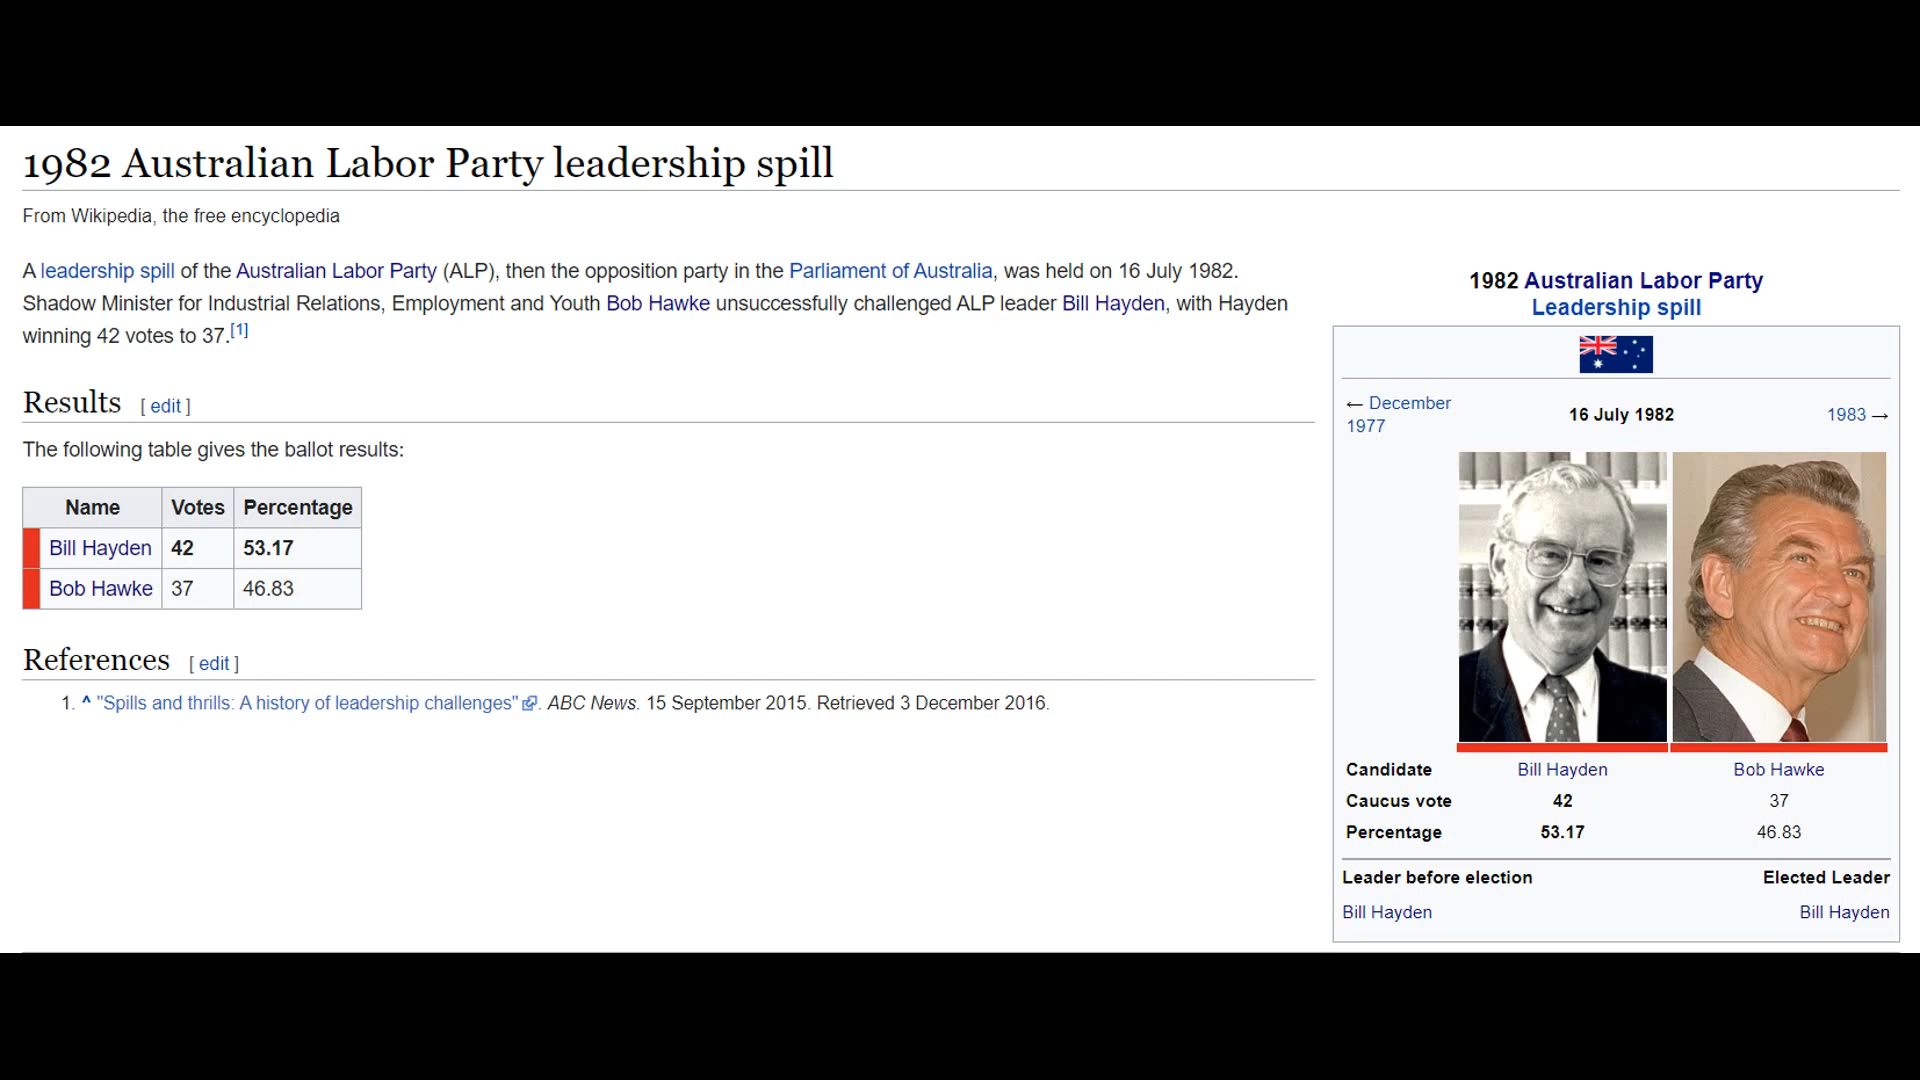 1982 Australian Labor Party leadership spill
From Wikipedia, the free encyclopedia
A leadership spill of the Australian Labor Party (ALP), then the opposition party in the Parliament of Australia, was held on 16 July 1982.
Shadow Minister for Industrial Relations, Employment and Youth Bob Hawke unsuccessfully challenged ALP leader Bill Hayden, with Hayden
winning 42 votes to 37.[1]
Results [ edit ]
The following table gives the ballot results:
Name Votes Percentage
Bill Hayden 42 53.17
Bob Hawke 37 46.83
References [ edit ]
1. ^ "Spills and thrills: A history of leadership challenges". ABC News. 15 September 2015. Retrieved 3 December 2016.
1982 Australian Labor Party
Leadership spill
← December
1977
16 July 1982
1983 →
Candidate Bill Hayden Bob Hawke
Caucus vote 42 37
Percentage 53.17 46.83
Leader before election Elected Leader
Bill Hayden Bill Hayden